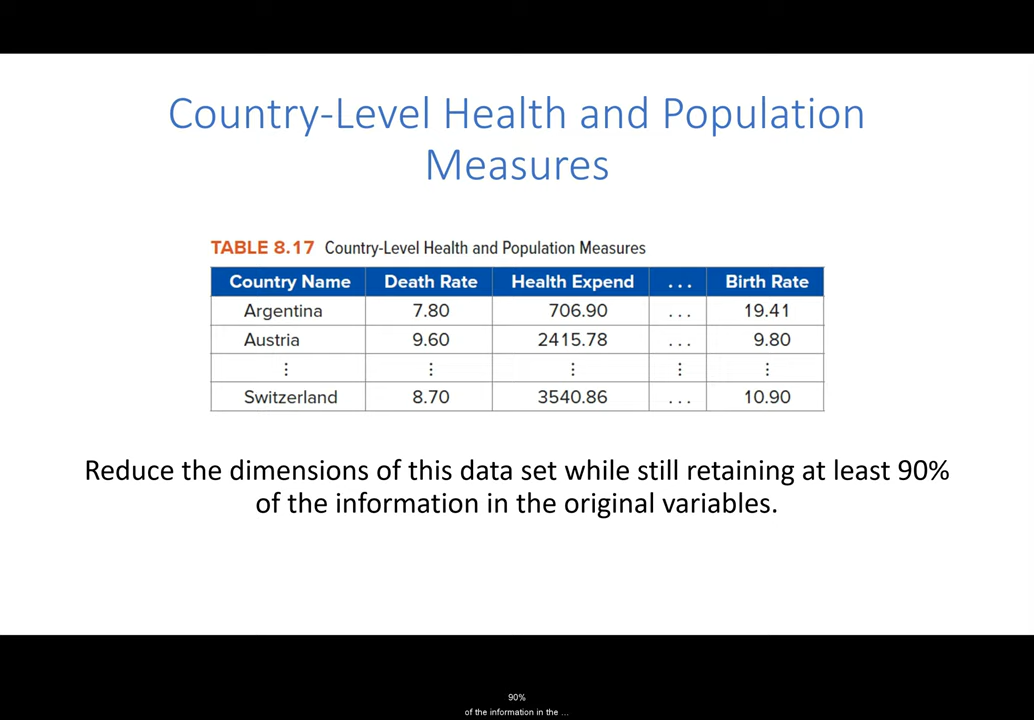 Country-Level Health and Population
Measures
TABLE 8.17 Country-Level Health and Population Measures
Country Name Death Rate Health Expend ... Birth Rate
Argentina 7.80 706.90 ... 19.41
Austria 9.60 2415.78 ... 9.80
⋮ ⋮ ⋮ ⋮ ⋮
Switzerland 8.70 3540.86 ... 10.90
Reduce the dimensions of this data set while still retaining at least 90%
of the information in the original variables.
90%
of the information in the ...